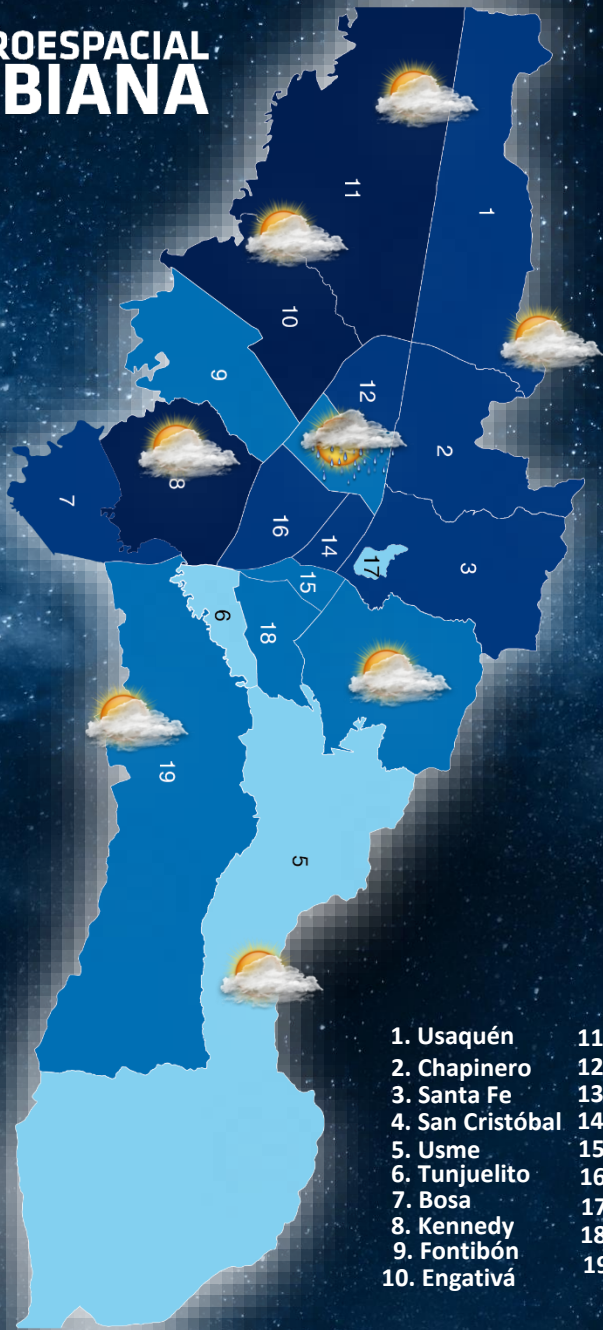 ROESPACIAL
BIANA
11
1
10
9
12
2
8
7
16
14
17
3
15
6
18
19
5
1. Usaquén
2. Chapinero
3. Santa Fe
4. San Cristóbal
5. Usme
6. Tunjuelito
7. Bosa
8. Kennedy
9. Fontibón
10. Engativá
11
12
13
14
15
16
17
18
19